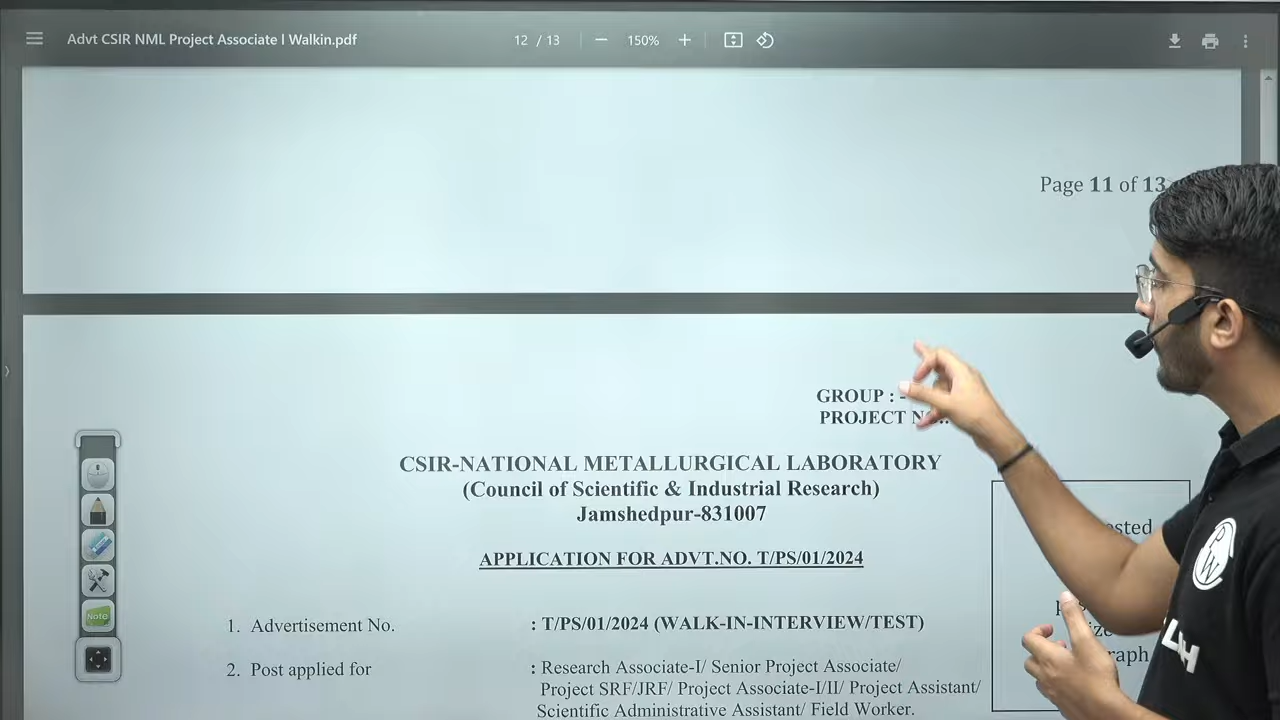 Advt CSIR NML Project Associate I Walkin.pdf
12 / 13
150%
Page 11 of 13
GROUP : -
PROJECT
CSIR-NATIONAL METALLURGICAL LABORATORY
(Council of Scientific & Industrial Research)
Jamshedpur-831007
APPLICATION FOR ADVT.NO. T/PS/01/2024
1. Advertisement No. : T/PS/01/2024 (WALK-IN-INTERVIEW/TEST)
2. Post applied for : Research Associate-I/ Senior Project Associate/
Project SRF/JRF/ Project Associate-I/II/ Project Assistant/
Scientific Administrative Assistant/ Field Worker.
Note
PW